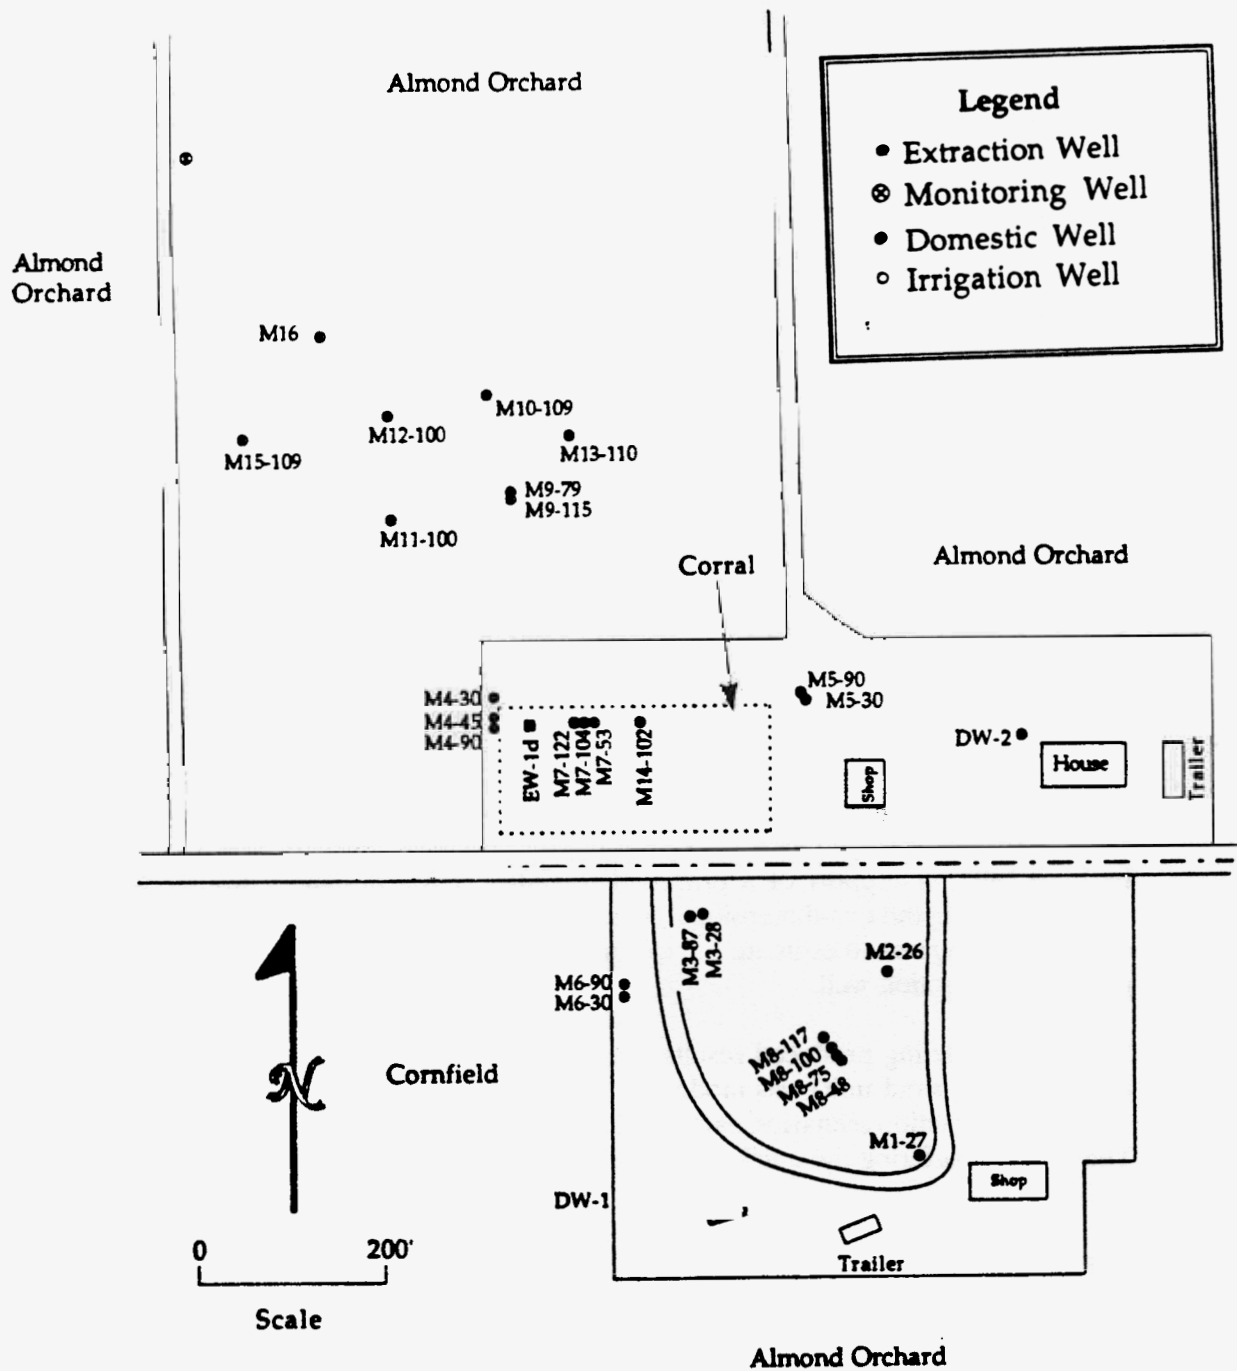 Almond Orchard
Legend
Extraction Well
Monitoring Well
Domestic Well
Irrigation Well
Almond
Orchard
M16
M10-109
M12-100
M13-110
M15-109
M9-79
M9-115
M11-100
Almond Orchard
Corral
M5-90
M5-30
M4-30
M4-45
M4-90
EW-1d
M7-122
M7-104
M7-53
M14-102
DW-2
House
Shop
Trailer
M3-87
M3-28
M2-26
M6-90
M6-30
M8-117
M8-100
M8-75
M8-48
Cornfield
N
M1-27
Shop
DW-1
Trailer
0 200'
Scale
Almond Orchard